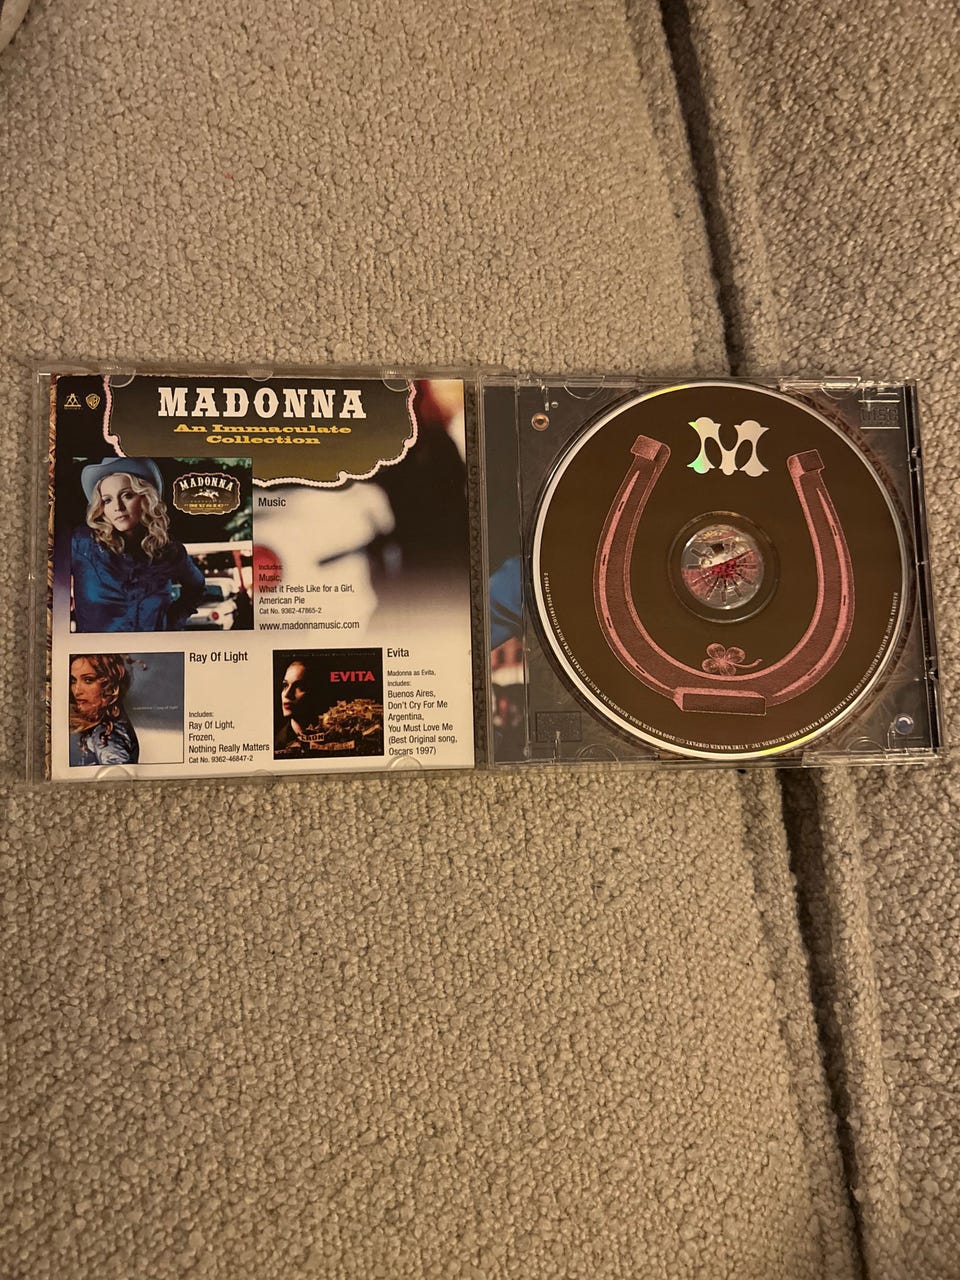 MADONNA
An Immaculate
Collection
MADONNA
MUSIC
Music
Includes:
Music,
What it Feels Like for a Girl,
American Pie
Cat No. 9362-47865-2
www.madonnamusic.com
Ray Of Light
Includes:
Ray Of Light,
Frozen,
Nothing Really Matters
Cat No. 9362-46847-2
EVITA
Evita
Madonna as Evita,
Includes:
Buenos Aires,
Don't Cry For Me
Argentina,
You Must Love Me
(Best Original song,
Oscars 1997)
M